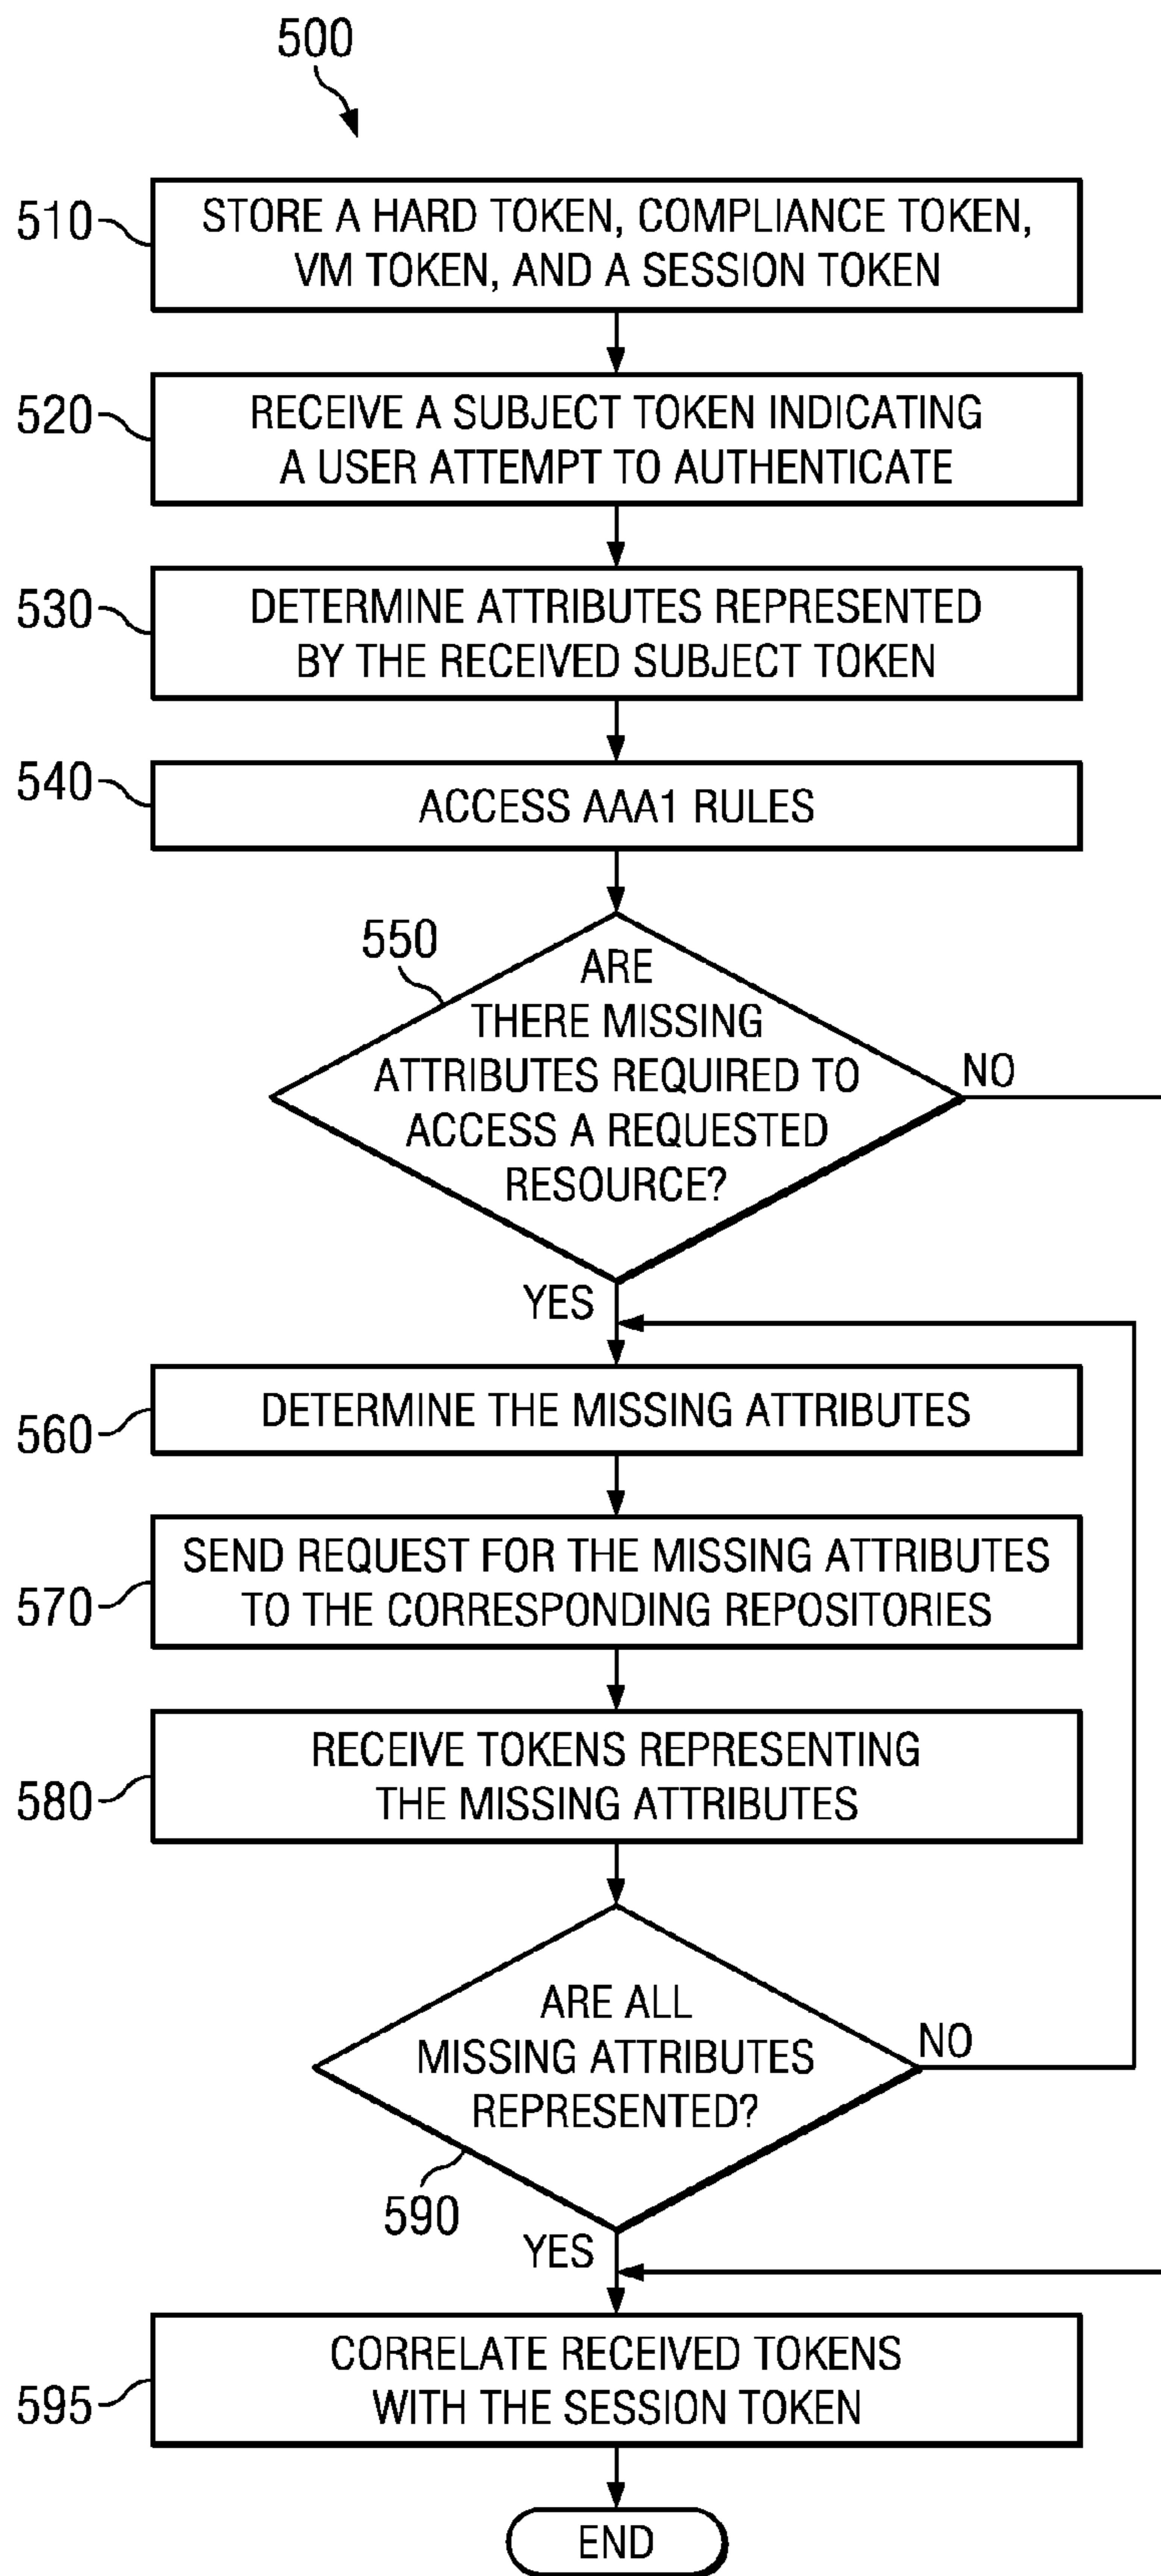 500
510
STORE A HARD TOKEN, COMPLIANCE TOKEN,
VM TOKEN, AND A SESSION TOKEN
520
RECEIVE A SUBJECT TOKEN INDICATING
A USER ATTEMPT TO AUTHENTICATE
530
DETERMINE ATTRIBUTES REPRESENTED
BY THE RECEIVED SUBJECT TOKEN
540
ACCESS AAA1 RULES
550
ARE
THERE MISSING
ATTRIBUTES REQUIRED TO
ACCESS A REQUESTED
RESOURCE?
NO
YES
560
DETERMINE THE MISSING ATTRIBUTES
570
SEND REQUEST FOR THE MISSING ATTRIBUTES
TO THE CORRESPONDING REPOSITORIES
580
RECEIVE TOKENS REPRESENTING
THE MISSING ATTRIBUTES
ARE ALL
MISSING ATTRIBUTES
REPRESENTED?
NO
590
YES
595
CORRELATE RECEIVED TOKENS
WITH THE SESSION TOKEN
END